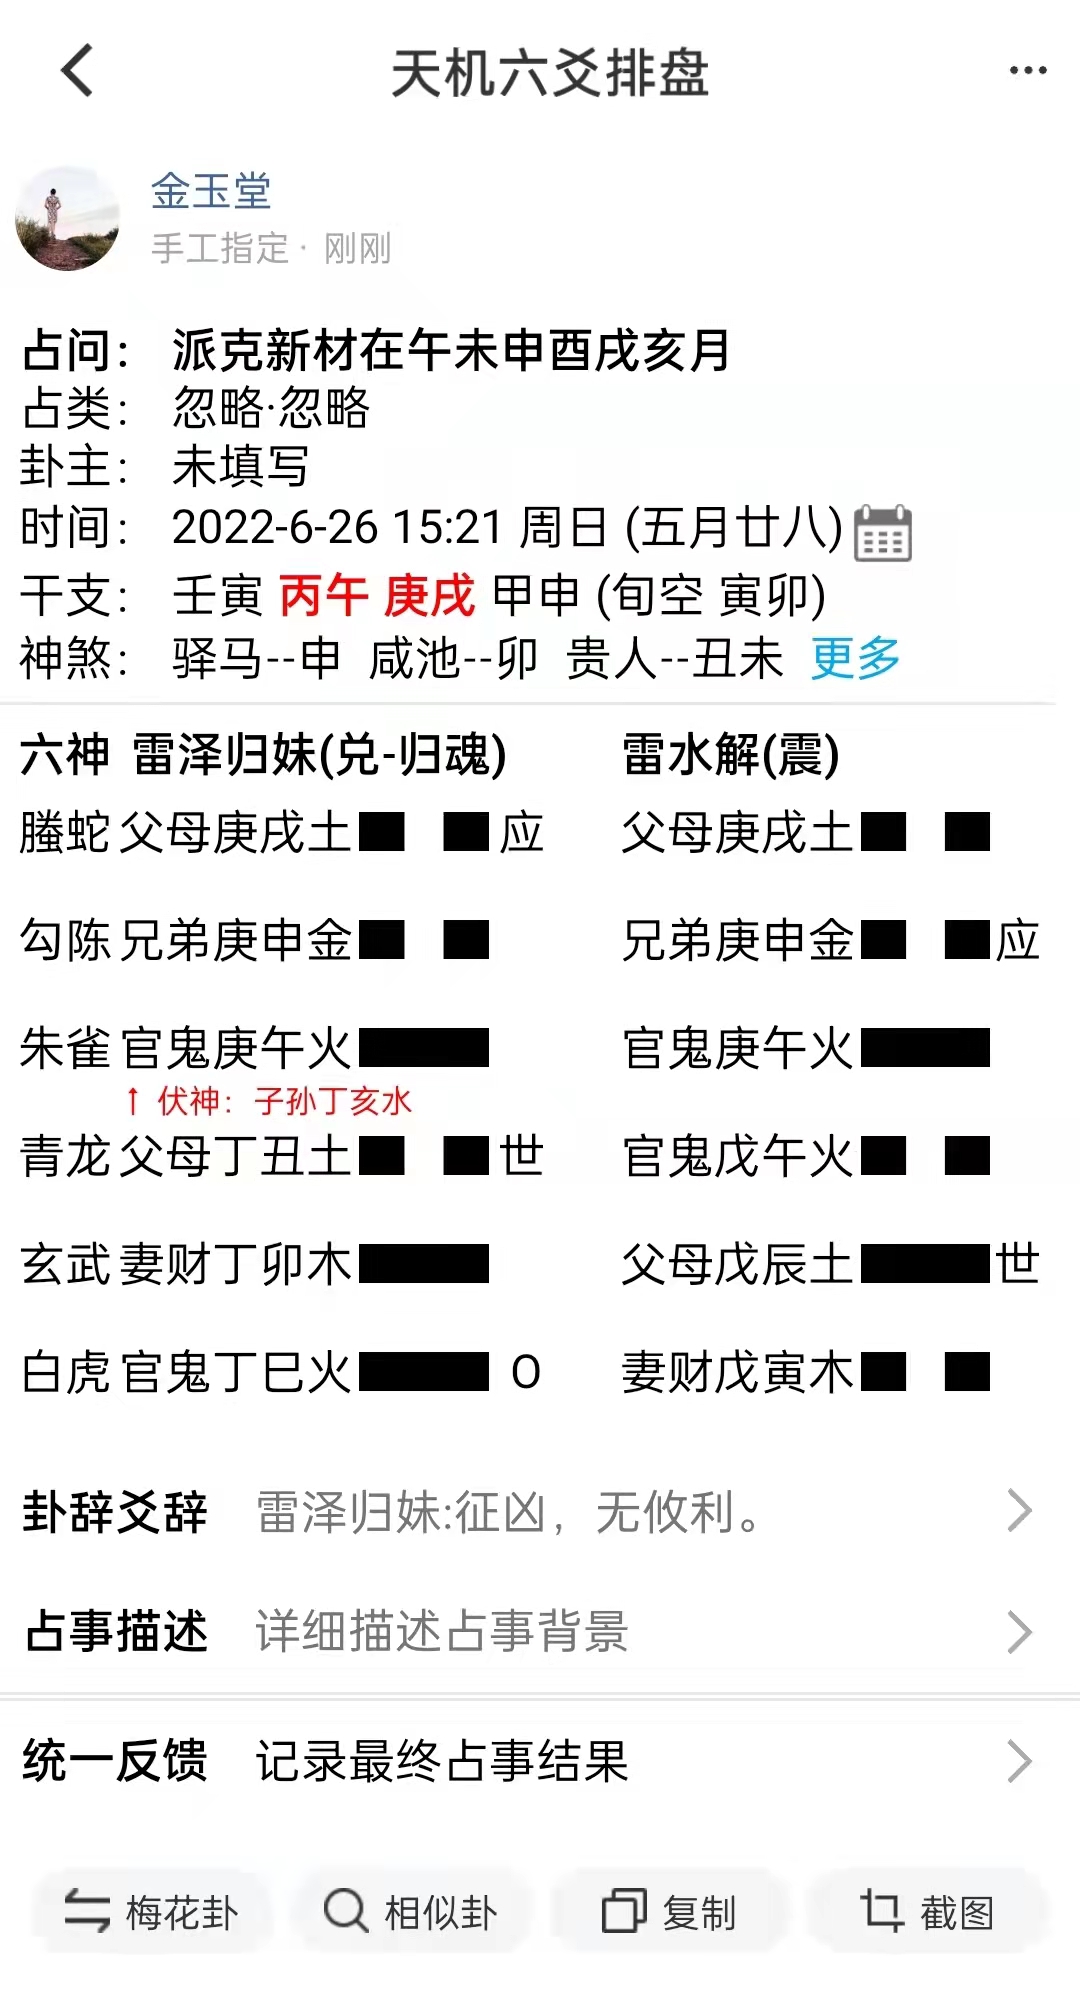 天机六爻排盘
金玉堂
手工指定 · 刚刚
占问： 派克新材在午未申酉戌亥月
占类： 忽略·忽略
卦主： 未填写
时间： 2022-6-26 15:21 周日 (五月廿八)
干支： 壬寅 丙午 庚戌 甲申 (旬空 寅卯)
神煞： 驿马--申 咸池--卯 贵人--丑未 更多
六神 雷泽归妹(兑-归魂) 雷水解(震)
螣蛇 父母庚戌土 应 父母庚戌土
勾陈 兄弟庚申金 兄弟庚申金 应
朱雀 官鬼庚午火 官鬼庚午火
↑ 伏神：子孙丁亥水
青龙 父母丁丑土 世 官鬼戊午火
玄武 妻财丁卯木 父母戊辰土 世
白虎 官鬼丁巳火 O 妻财戊寅木
卦辞爻辞 雷泽归妹:征凶，无攸利。
占事描述 详细描述占事背景
统一反馈 记录最终占事结果
梅花卦 相似卦 复制 截图